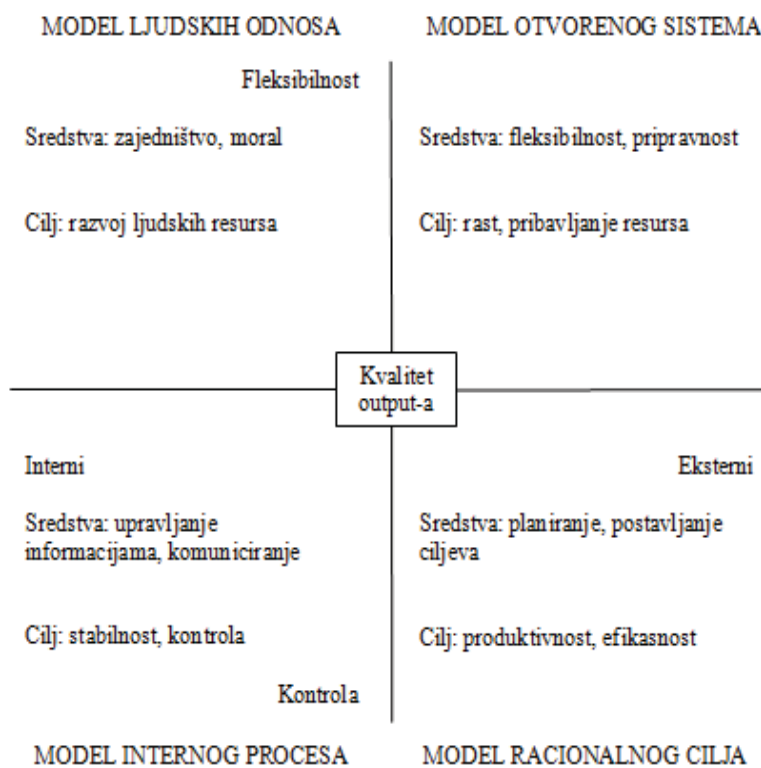 MODEL LJUDSKIH ODNOSA
MODEL OTVORENOG SISTEMA
Fleksibilnost
Sredstva: zajedništvo, moral
Sredstva: fleksibilnost, pripravnost
Cilj: razvoj ljudskih resursa
Cilj: rast, pribavljanje resursa
Kvalitet
output-a
Interni
Eksterni
Sredstva: upravljanje
informacijama, komuniciranje
Sredstva: planiranje, postavljanje
ciljeva
Cilj: stabilnost, kontrola
Cilj: produktivnost, efikasnost
Kontrola
MODEL INTERNOG PROCESA
MODEL RACIONALNOG CILJA